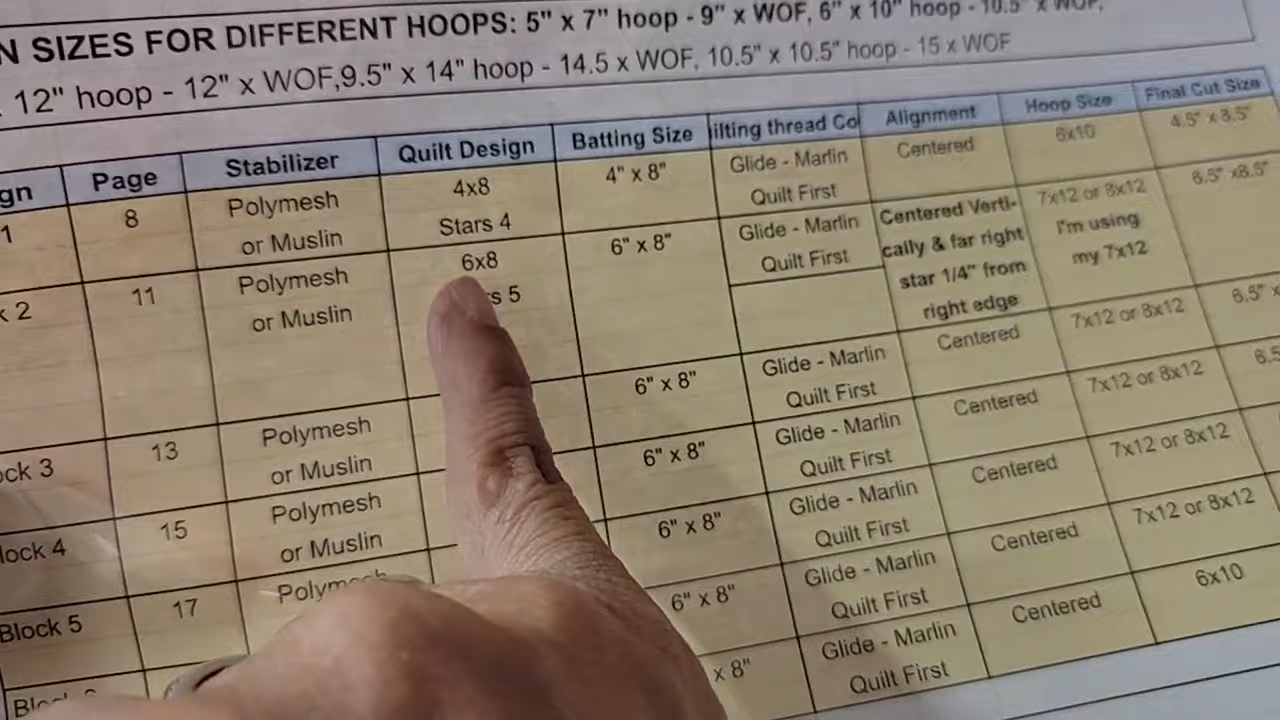 N SIZES FOR DIFFERENT HOOPS: 5" x 7" hoop - 9" x WOF, 6" x 10" hoop - 10.5" x WOF,
12" hoop - 12" x WOF,9.5" x 14" hoop - 14.5 x WOF, 10.5" x 10.5" hoop - 15 x WOF
gn Page Stabilizer Quilt Design Batting Size ilting thread Co Alignment Hoop Size Final Cut Size
1 8 Polymesh 4x8 4" x 8" Glide - Marlin Centered 6x10 4.5" x 8.5"
or Muslin Stars 4 Quilt First
k 2 11 Polymesh 6x8 6" x 8" Glide - Marlin Centered Verti- 7x12 or 8x12 6.5" x8.5"
or Muslin s 5 Quilt First cally & far right I'm using
star 1/4" from my 7x12
right edge
ock 3 13 Polymesh 6" x 8" Glide - Marlin Centered 7x12 or 8x12 6.5" x
or Muslin Quilt First
lock 4 15 Polymesh 6" x 8" Glide - Marlin Centered 7x12 or 8x12 6.5
or Muslin Quilt First
Block 5 17 6" x 8" Glide - Marlin Centered 7x12 or 8x12
Quilt First
6" x 8" Glide - Marlin Centered 7x12 or 8x12
Quilt First
x 8" Glide - Marlin Centered 6x10
Quilt First